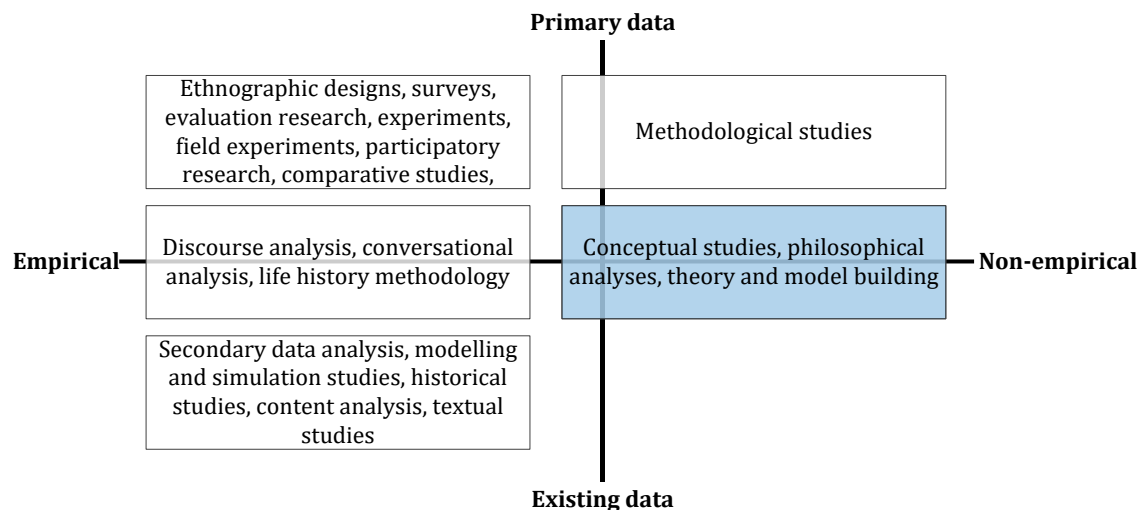 Primary data
Ethnographic designs, surveys,
evaluation research, experiments,
field experiments, participatory
research, comparative studies,
Methodological studies
Empirical
Discourse analysis, conversational
analysis, life history methodology
Conceptual studies, philosophical
analyses, theory and model building
Non-empirical
Secondary data analysis, modelling
and simulation studies, historical
studies, content analysis, textual
studies
Existing data